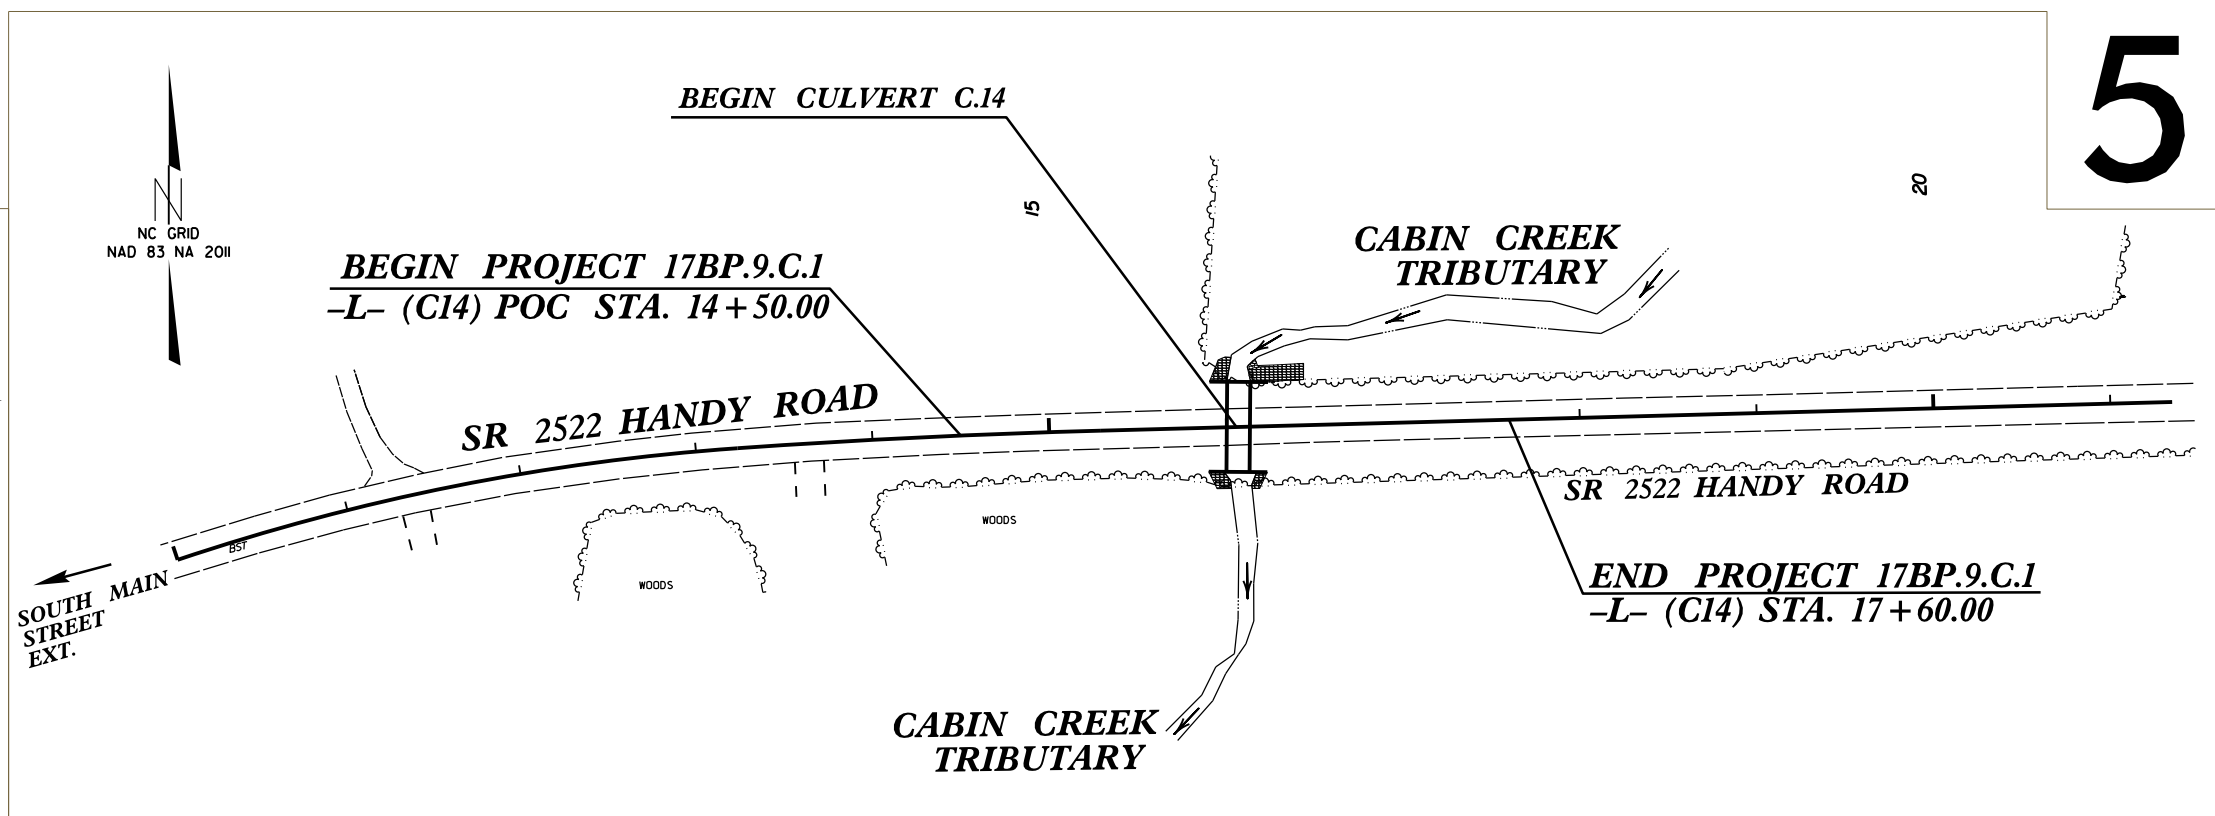 5
BEGIN CULVERT C.14
15
20
N
NC GRID
NAD 83 NA 2011
CABIN CREEK
TRIBUTARY
BEGIN PROJECT 17BP.9.C.1
-L- (C14) POC STA. 14+50.00
SR 2522 HANDY ROAD
SR 2522 HANDY ROAD
WOODS
BST
WOODS
SOUTH MAIN
STREET
EXT.
END PROJECT 17BP.9.C.1
-L- (C14) STA. 17+60.00
CABIN CREEK
TRIBUTARY